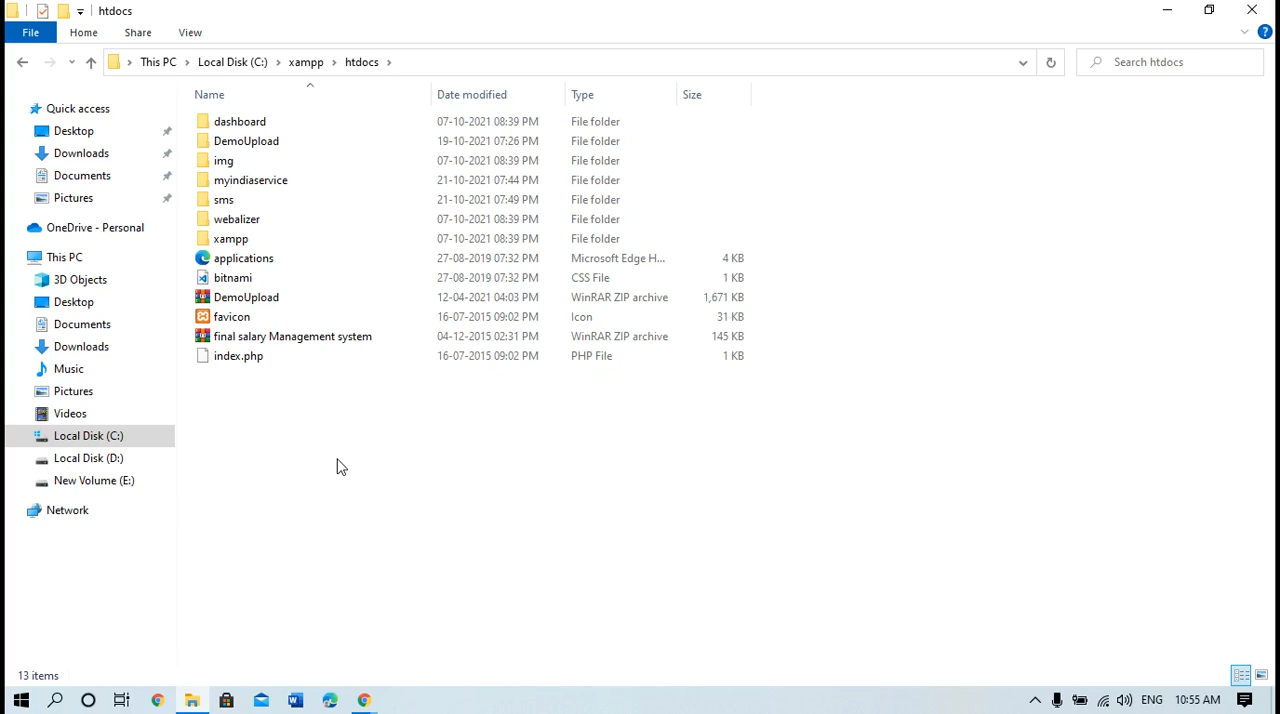 htdocs
File Home Share View
This PC Local Disk (C:) xampp htdocs Search htdocs
Name Date modified Type Size
Quick access
Desktop
Downloads
Documents
Pictures
OneDrive - Personal
This PC
3D Objects
Desktop
Documents
Downloads
Music
Pictures
Videos
Local Disk (C:)
Local Disk (D:)
New Volume (E:)
Network
dashboard 07-10-2021 08:39 PM File folder
DemoUpload 19-10-2021 07:26 PM File folder
img 07-10-2021 08:39 PM File folder
myindiaservice 21-10-2021 07:44 PM File folder
sms 21-10-2021 07:49 PM File folder
webalizer 07-10-2021 08:39 PM File folder
xampp 07-10-2021 08:39 PM File folder
applications 27-08-2019 07:32 PM Microsoft Edge H... 4 KB
bitnami 27-08-2019 07:32 PM CSS File 1 KB
DemoUpload 12-04-2021 04:03 PM WinRAR ZIP archive 1,671 KB
favicon 16-07-2015 09:02 PM Icon 31 KB
final salary Management system 04-12-2015 02:31 PM WinRAR ZIP archive 145 KB
index.php 16-07-2015 09:02 PM PHP File 1 KB
13 items
ENG 10:55 AM